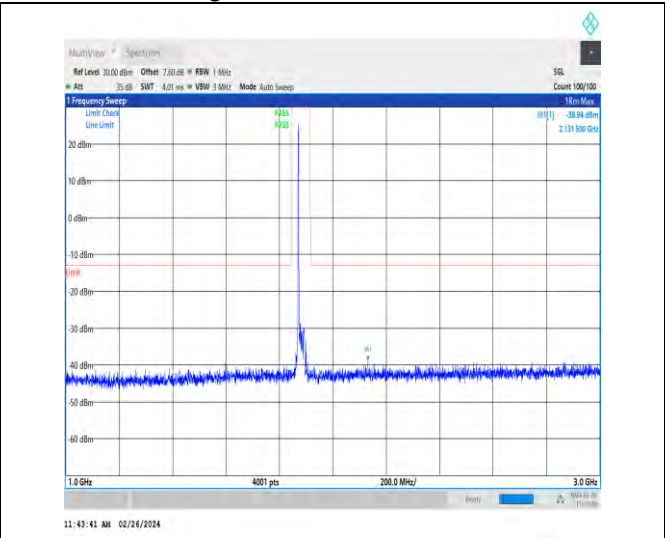 MultiView Spectrum
Ref Level 30.00 dBm Offset 7.60 dB RBW 1 MHz SGL
Att 35 dB SWT 4.01 ms VBW 3 MHz Mode Auto Sweep Count 100/100
1 Frequency Sweep 1Rm Max
Limit Check PASS M1[1] -38.94 dBm
Line Limit PASS 2.131 500 GHz
20 dBm
10 dBm
0 dBm
-10 dBm
Limit
-20 dBm
-30 dBm
M1
-40 dBm
-50 dBm
-60 dBm
1.0 GHz 4001 pts 200.0 MHz/ 3.0 GHz
Ready
11:43:41 AM 02/26/2024